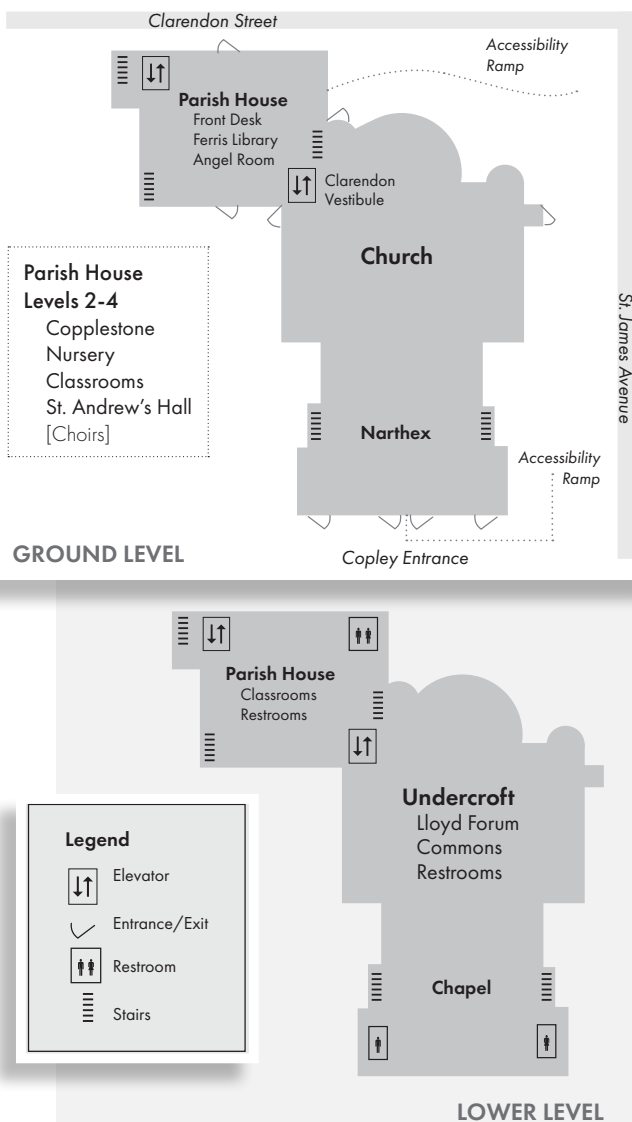 Clarendon Street
Accessibility
Ramp
Parish House
Front Desk
Ferris Library
Angel Room
Clarendon
Vestibule
Church
Parish House
Levels 2-4
Copplestone
Nursery
Classrooms
St. Andrew's Hall
[Choirs]
St. James Avenue
Narthex
Accessibility
Ramp
GROUND LEVEL
Copley Entrance
Parish House
Classrooms
Restrooms
Undercroft
Lloyd Forum
Commons
Restrooms
Legend
Elevator
Entrance/Exit
Restroom
Stairs
Chapel
LOWER LEVEL